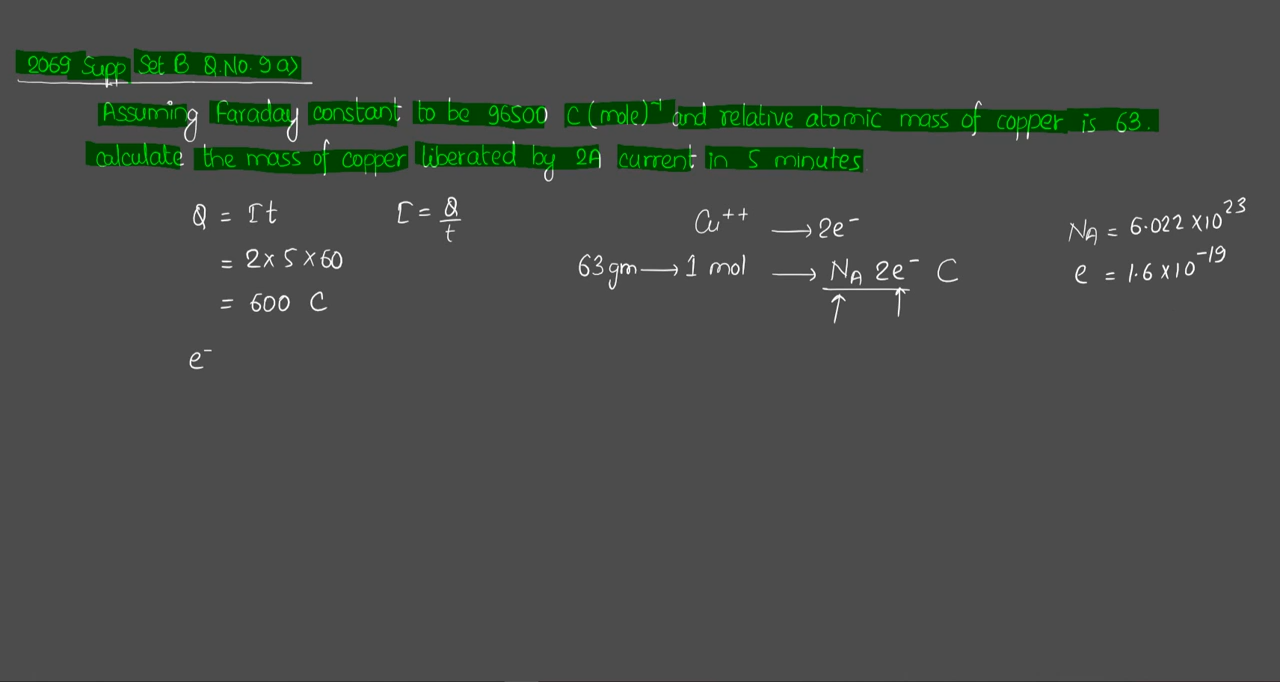 2069 Supp Set B Q.No. 9 a)
Assuming Faraday constant to be 96500 C (mole)⁻¹ and relative atomic mass of copper is 63.
calculate the mass of copper liberated by 2A current in 5 minutes
Q = It
I = Q/t
Cu⁺⁺ → 2e⁻
N_A = 6.022 × 10²³
= 2 × 5 × 60
63 gm → 1 mol → N_A 2e⁻ C
e = 1.6 × 10⁻¹⁹
= 600 C
↑ ↑
e⁻